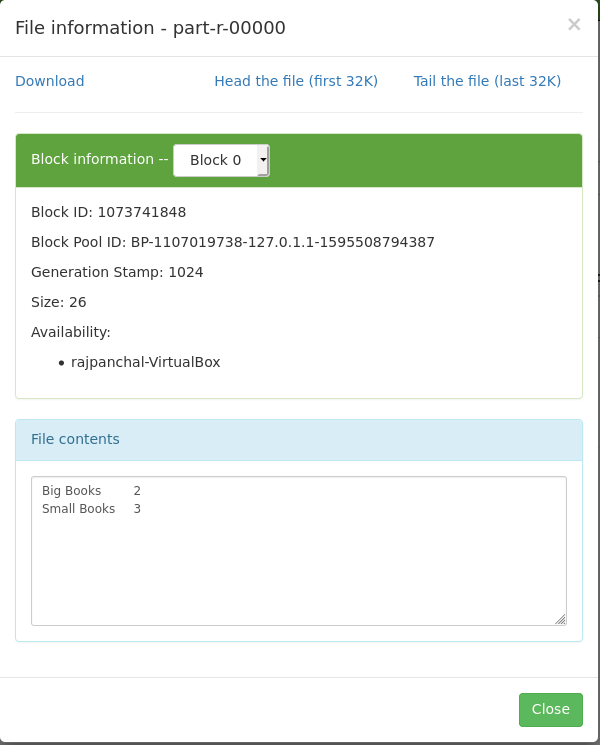 File information - part-r-00000
×
Download Head the file (first 32K) Tail the file (last 32K)
Block information -- Block 0
Block ID: 1073741848
Block Pool ID: BP-1107019738-127.0.1.1-1595508794387
Generation Stamp: 1024
Size: 26
Availability:
• rajpanchal-VirtualBox
File contents
Big Books 2
Small Books 3
Close